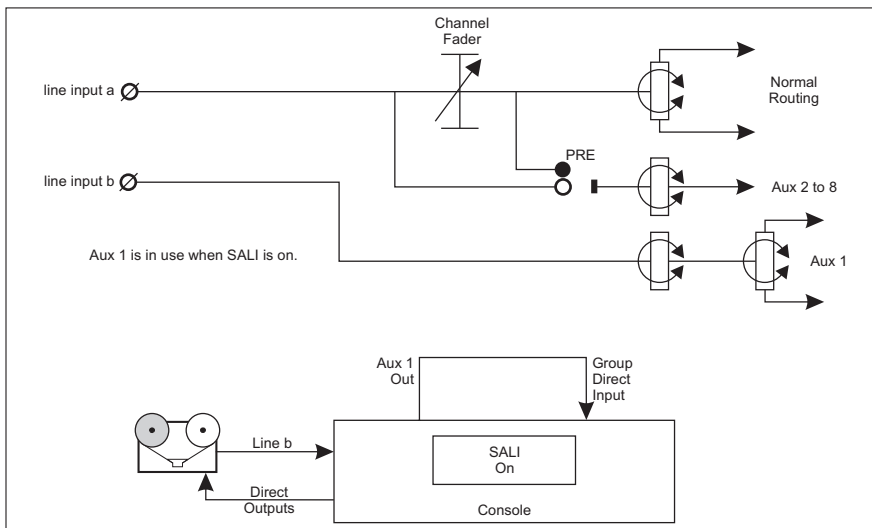 Channel
Fader
line input a
Normal
Routing
PRE
line input b
Aux 2 to 8
Aux 1 is in use when SALI is on.
Aux 1
Aux 1
Out
Group
Direct
Input
Line b
SALI
On
Direct
Outputs
Console